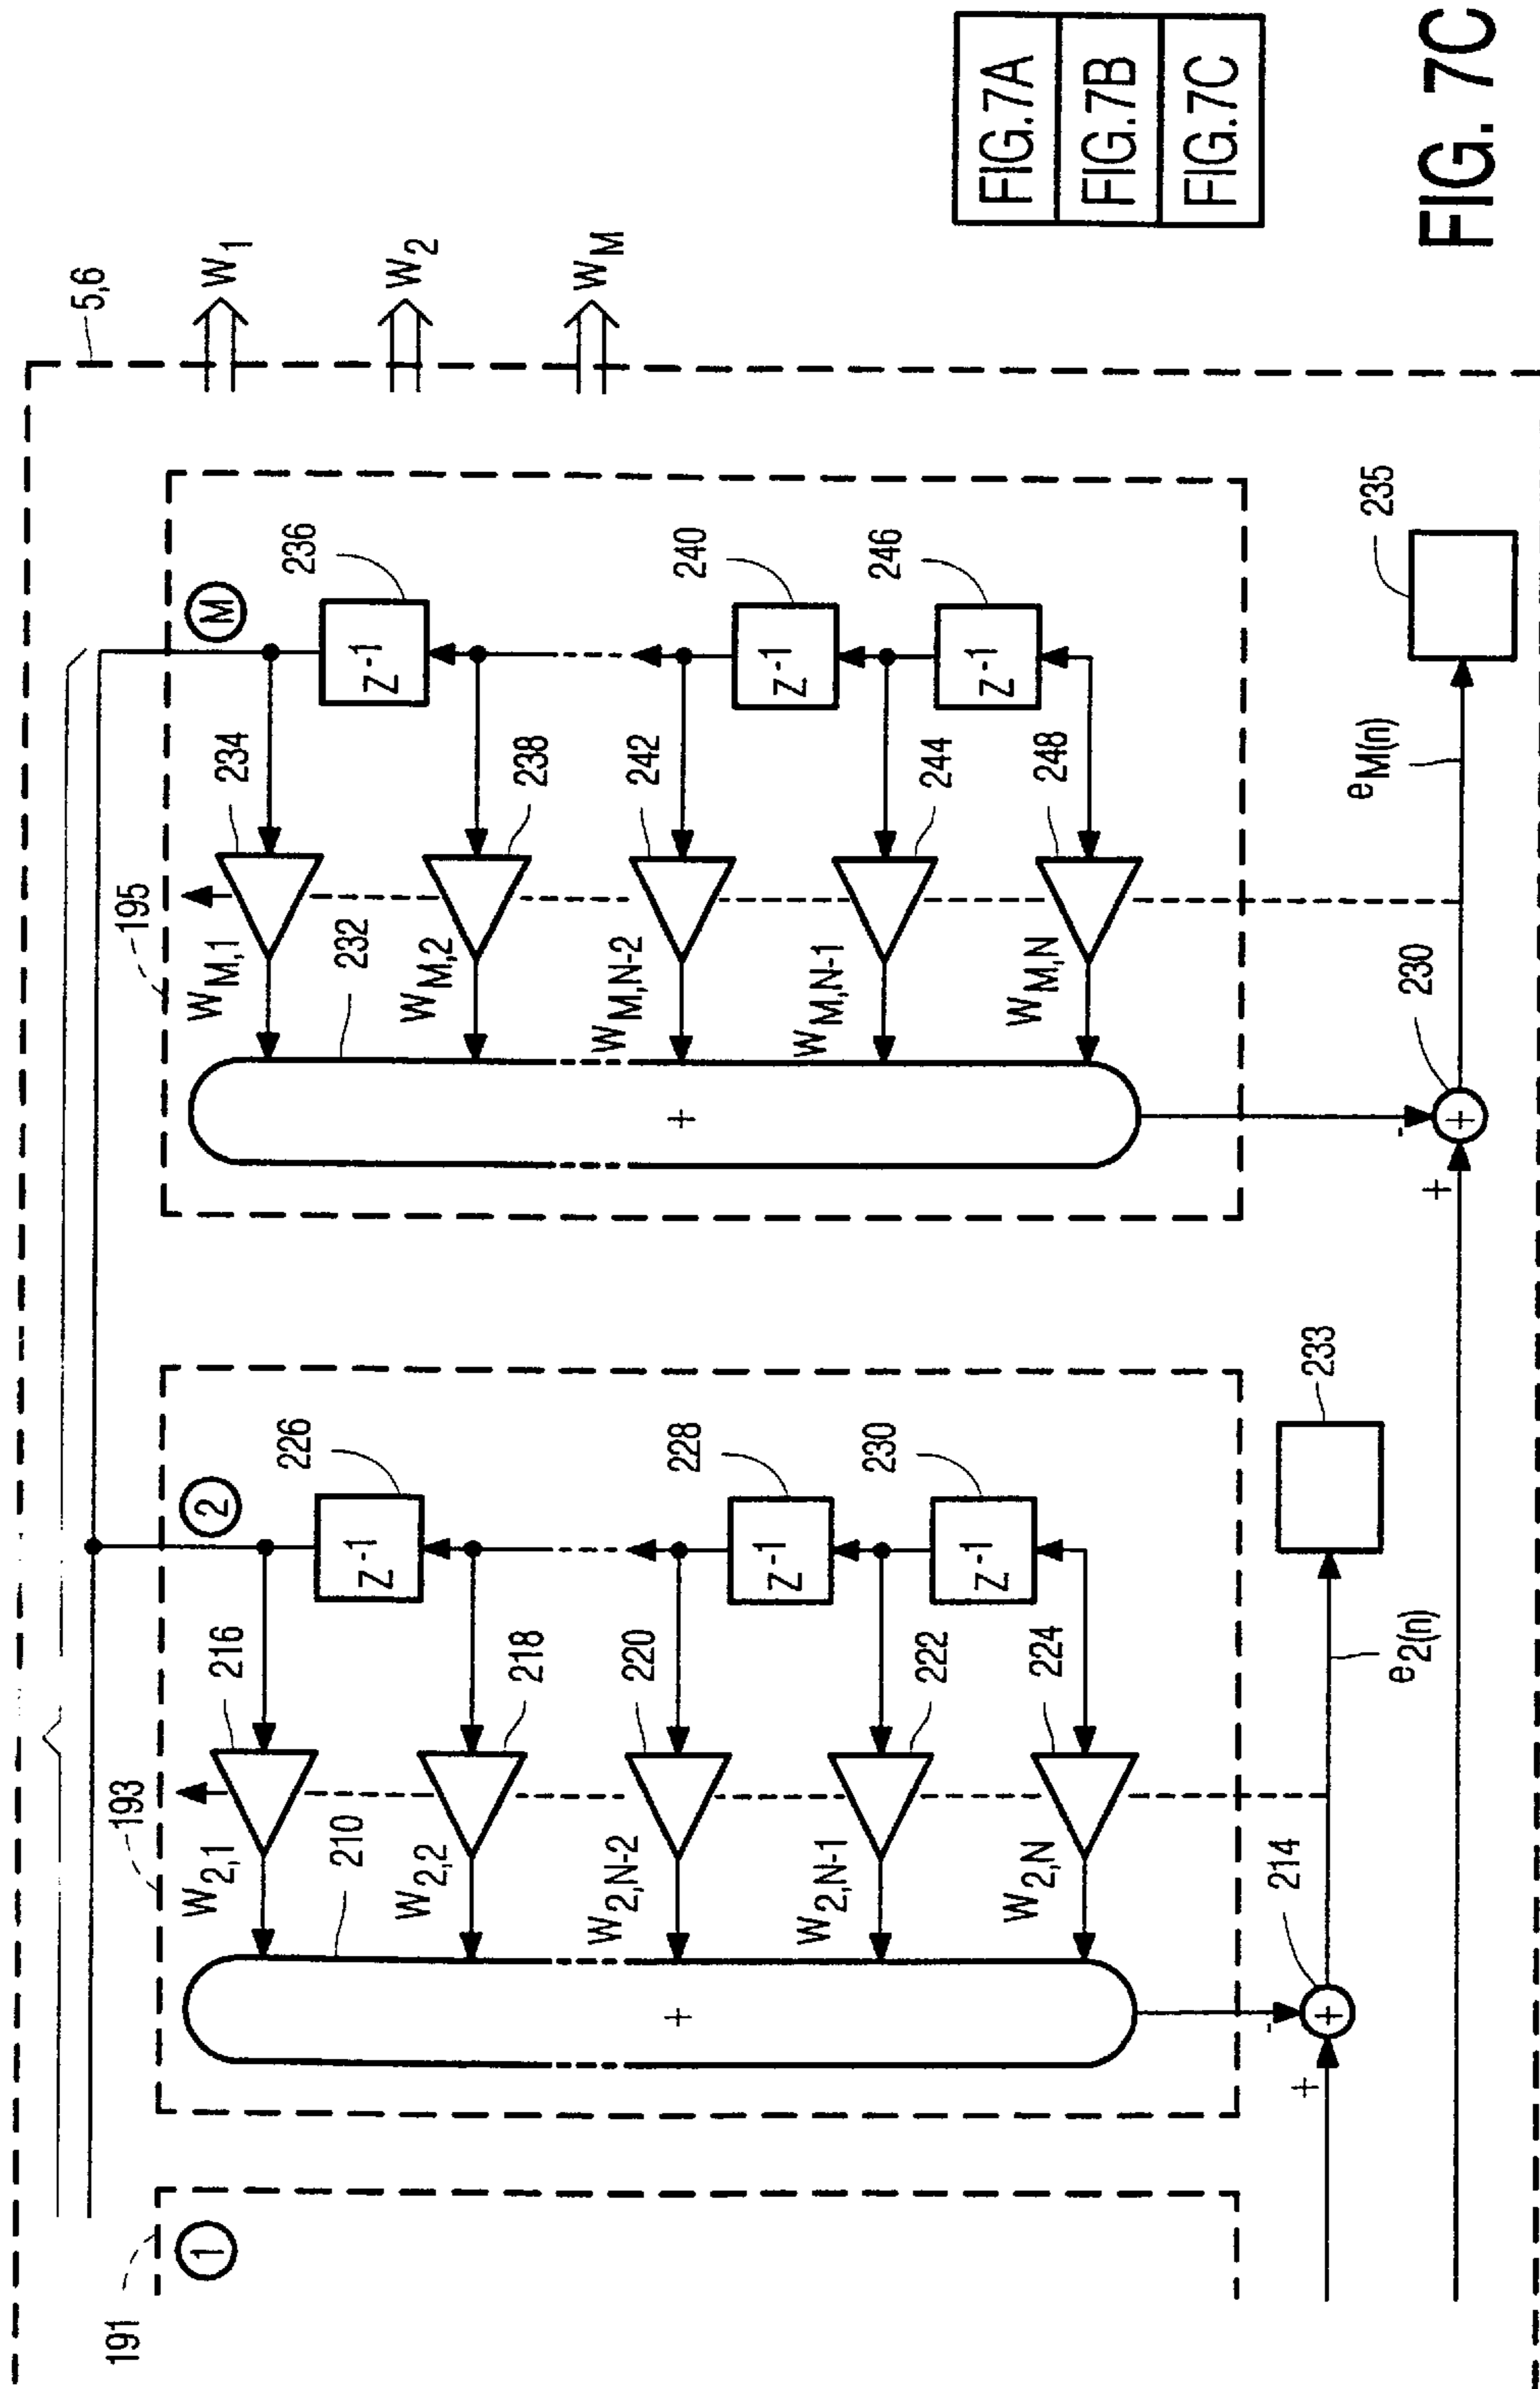 5,6
W1
W2
WM
191
1
193
2
W2,1
216
226
210
W2,2
218
W2,N-2
220
228
W2,N-1
222
230
W2,N
224
Z-1
Z-1
Z-1
+
214
+
+
-
e2(n)
233
195
M
WM,1
234
236
232
WM,2
238
WM,N-2
242
240
WM,N-1
244
246
WM,N
248
Z-1
Z-1
Z-1
+
230
+
+
-
eM(n)
235
FIG.7A
FIG.7B
FIG.7C
FIG. 7C